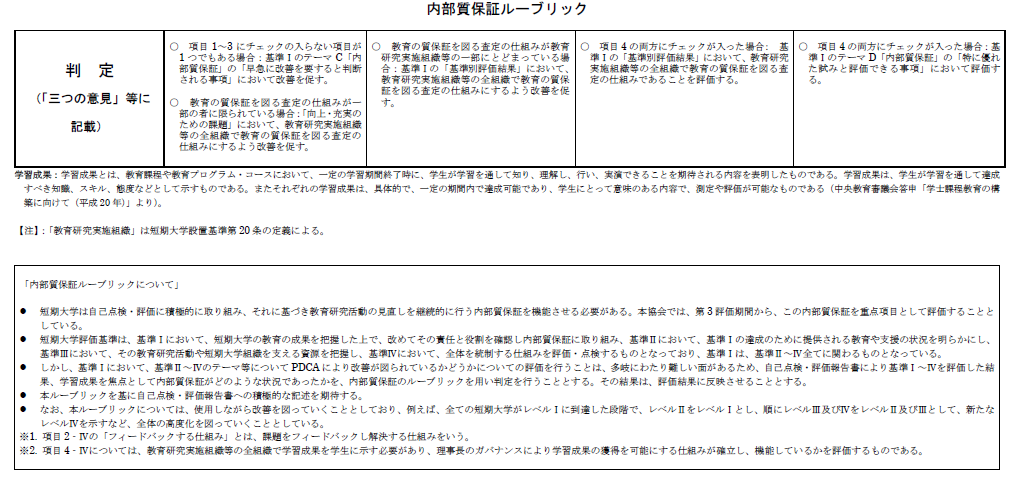 内部質保証ルーブリック
判　定
（「三つの意見」等に
記載）
○　項目 1～3 にチェックの入らない項目が
1 つでもある場合：基準Ⅰのテーマ C「内
部質保証」の「早急に改善を要すると判断
される事項」において改善を促す。
○　教育の質保証を図る査定の仕組みが一
部の者に限られている場合：「向上・充実の
ための課題」において、教育研究実施組織
等の全組織で教育の質保証を図る査定の
仕組みにするよう改善を促す。
○　教育の質保証を図る査定の仕組みが教育
研究実施組織等の一部にとどまっている場
合：基準Ⅰの「基準別評価結果」において、
教育研究実施組織等の全組織で教育の質保
証を図る査定の仕組みにするよう改善を促
す。
○　項目 4 の両方にチェックが入った場合：　基
準Ⅰの「基準別評価結果」において、教育研究
実施組織等の全組織で教育の質保証を図る査
定の仕組みであることを評価する。
○　項目 4 の両方にチェックが入った場合：基
準Ⅰのテーマ D「内部質保証」の「特に優れ
た試みと評価できる事項」において評価す
る。
学習成果：学習成果とは、教育課程や教育プログラム・コースにおいて、一定の学習期間終了時に、学生が学習を通して知り、理解し、行い、実演できることを期待される内容を表明したものである。学習成果は、学生が学習を通して達成
すべき知識、スキル、態度などとして示すものである。またそれぞれの学習成果は、具体的で、一定の期間内で達成可能であり、学生にとって意味のある内容で、測定や評価が可能なものである（中央教育審議会答申「学士課程教育の構
築に向けて（平成 20 年）」より）。
【注】：「教育研究実施組織」は短期大学設置基準第 20 条の定義による。
「内部質保証ルーブリックについて」
● 短期大学は自己点検・評価に積極的に取り組み、それに基づき教育研究活動の見直しを継続的に行う内部質保証を機能させる必要がある。本協会では、第 3 評価期間から、この内部質保証を重点項目として評価することと
している。
● 短期大学評価基準は、基準Ⅰにおいて、短期大学の教育の成果を把握した上で、改めてその責任と役割を確認し内部質保証に取り組み、基準Ⅱにおいて、基準Ⅰの達成のために提供される教育や支援の状況を明らかにし、
基準Ⅲにおいて、その教育研究活動や短期大学組織を支える資源を把握し、基準Ⅳにおいて、全体を統制する仕組みを評価・点検するものとなっており、基準Ⅰは、基準Ⅱ～Ⅳ全てに関わるものとなっている。
● しかし、基準Ⅰにおいて、基準Ⅱ～Ⅳのテーマ等について PDCA により改善が図られているかどうかについての評価を行うことは、多岐にわたり難しい面があるため、自己点検・評価報告書により基準Ⅰ～Ⅳを評価した結
果、学習成果を焦点として内部質保証がどのような状況であったかを、内部質保証のルーブリックを用い判定を行うこととする。その結果は、評価結果に反映させることとする。
● 本ルーブリックを基に自己点検・評価報告書への積極的な記述を期待する。
● なお、本ルーブリックについては、使用しながら改善を図っていくこととしており、例えば、全ての短期大学がレベルⅠに到達した段階で、レベルⅡをレベルⅠとし、順にレベルⅢ及びⅣをレベルⅡ及びⅢとして、新たな
レベルⅣを示すなど、全体の高度化を図っていくこととしている。
※1. 項目 2‐Ⅳの「フィードバックする仕組み」とは、課題をフィードバックし解決する仕組みをいう。
※2. 項目 4‐Ⅳについては、教育研究実施組織等の全組織で学習成果を学生に示す必要があり、理事長のガバナンスにより学習成果の獲得を可能にする仕組みが確立し、機能しているかを評価するものである。